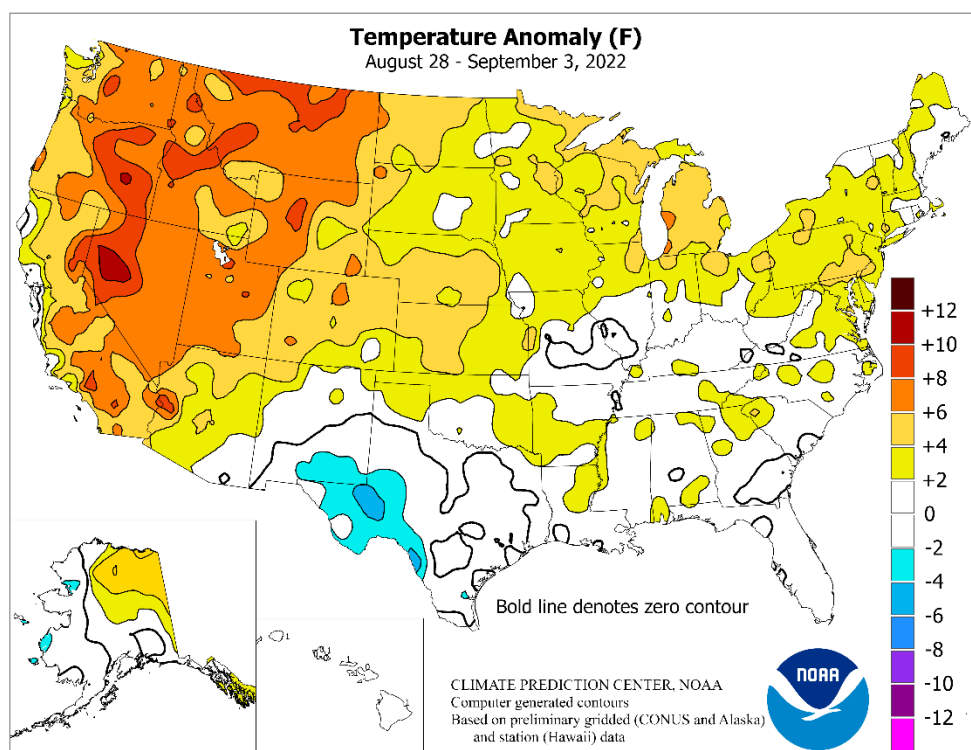 Temperature Anomaly (F)
August 28 - September 3, 2022
+12
+10
+8
+6
+4
+2
0
-2
-4
-6
-8
-10
-12
Bold line denotes zero contour
CLIMATE PREDICTION CENTER, NOAA
Computer generated contours
Based on preliminary gridded (CONUS and Alaska)
and station (Hawaii) data
NOAA
1